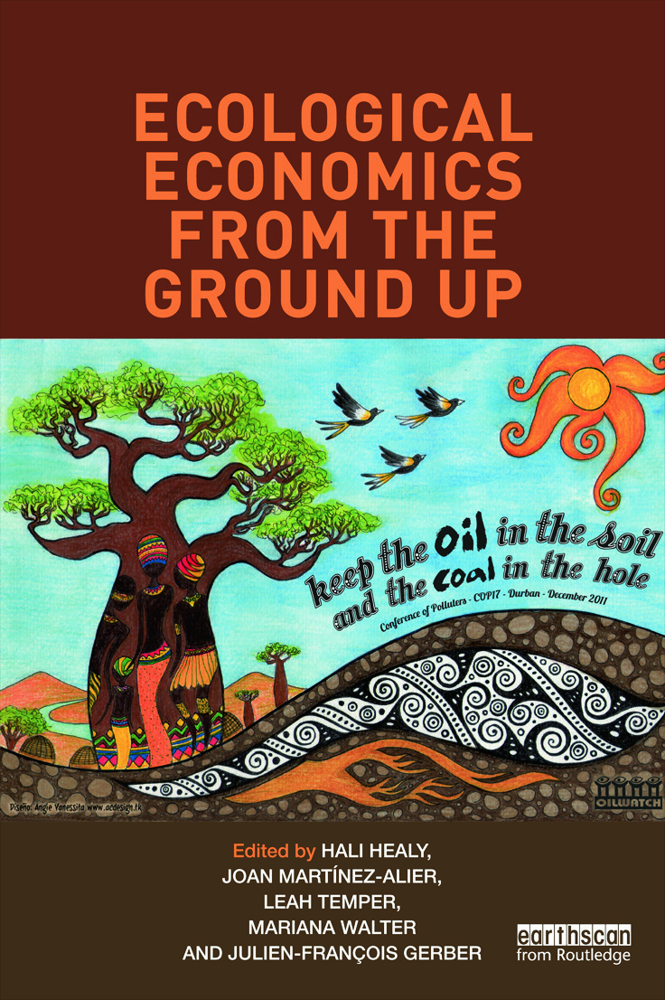 ECOLOGICAL
ECONOMICS
FROM THE
GROUND UP
keep the oil in the soil
and the coal in the hole
Conference of Polluters - COP17 - Durban - December 2011
Diseño: Angie Vanessita www.acdesign.tk
OILWATCH
Edited by HALI HEALY,
JOAN MARTÍNEZ-ALIER,
LEAH TEMPER,
MARIANA WALTER
AND JULIEN-FRANÇOIS GERBER
earthscan
from Routledge